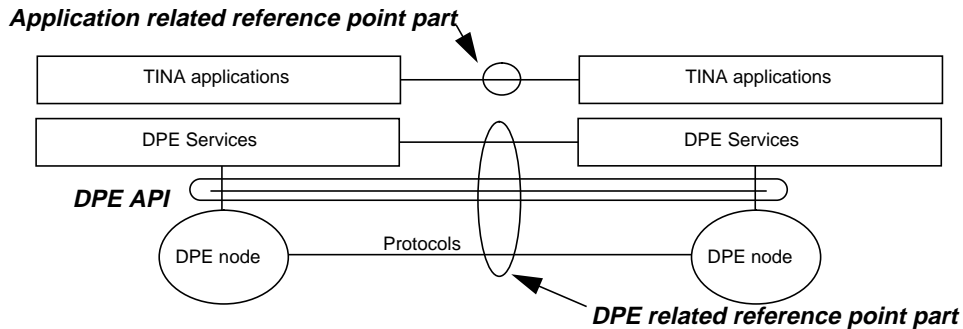 Application related reference point part
TINA applications
TINA applications
DPE Services
DPE Services
DPE API
DPE node
Protocols
DPE node
DPE related reference point part